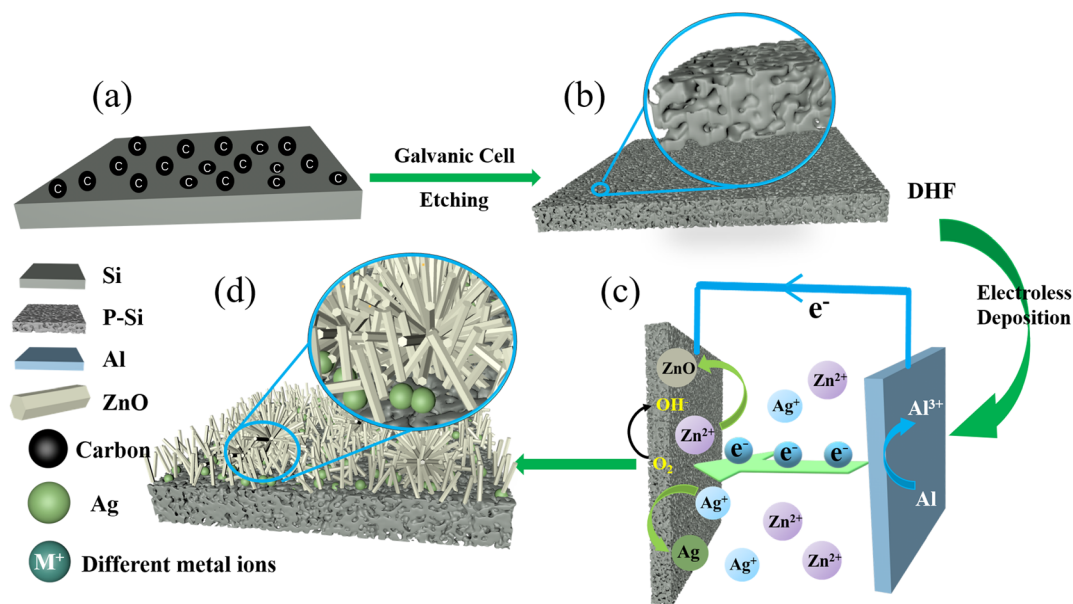 (a)
C C C C C C C C C C C C C C C
Galvanic Cell
Etching
(b)
DHF
Si
P-Si
Al
ZnO
Carbon
Ag
M+ Different metal ions
(d)
(c)
Electroless
Deposition
e-
ZnO
Zn2+
Ag+
OH-
Al3+
Zn2+
e- e- e-
O2
Al
Ag+
Zn2+
Ag
Ag+
Zn2+